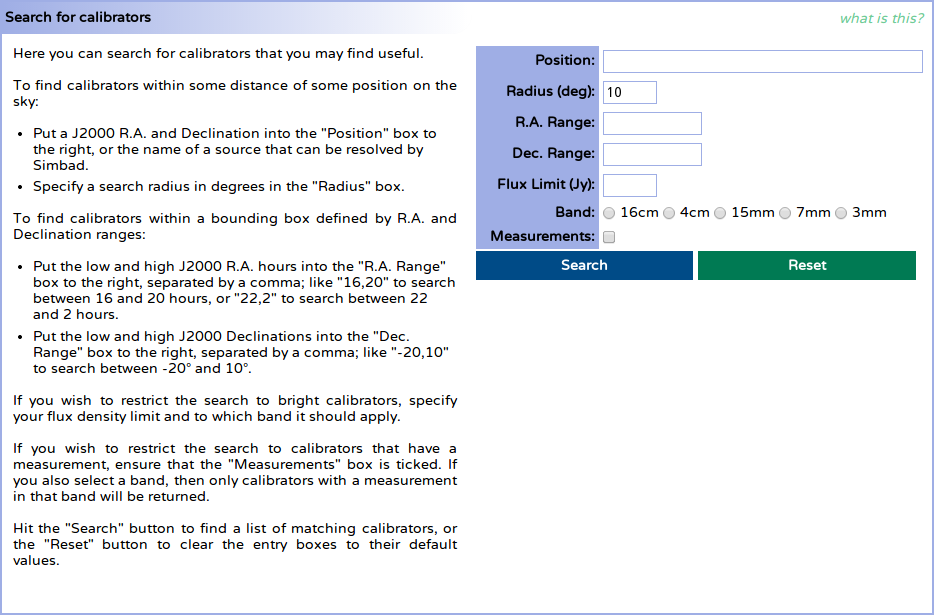 Search for calibrators
what is this?
Here you can search for calibrators that you may find useful.
To find calibrators within some distance of some position on the
sky:
• Put a J2000 R.A. and Declination into the "Position" box to
the right, or the name of a source that can be resolved by
Simbad.
• Specify a search radius in degrees in the "Radius" box.
To find calibrators within a bounding box defined by R.A. and
Declination ranges:
• Put the low and high J2000 R.A. hours into the "R.A. Range"
box to the right, separated by a comma; like "16,20" to search
between 16 and 20 hours, or "22,2" to search between 22
and 2 hours.
• Put the low and high J2000 Declinations into the "Dec.
Range" box to the right, separated by a comma; like "-20,10"
to search between -20° and 10°.
If you wish to restrict the search to bright calibrators, specify
your flux density limit and to which band it should apply.
If you wish to restrict the search to calibrators that have a
measurement, ensure that the "Measurements" box is ticked. If
you also select a band, then only calibrators with a measurement
in that band will be returned.
Hit the "Search" button to find a list of matching calibrators, or
the "Reset" button to clear the entry boxes to their default
values.
Position:
Radius (deg): 10
R.A. Range:
Dec. Range:
Flux Limit (Jy):
Band: 16cm 4cm 15mm 7mm 3mm
Measurements:
Search Reset